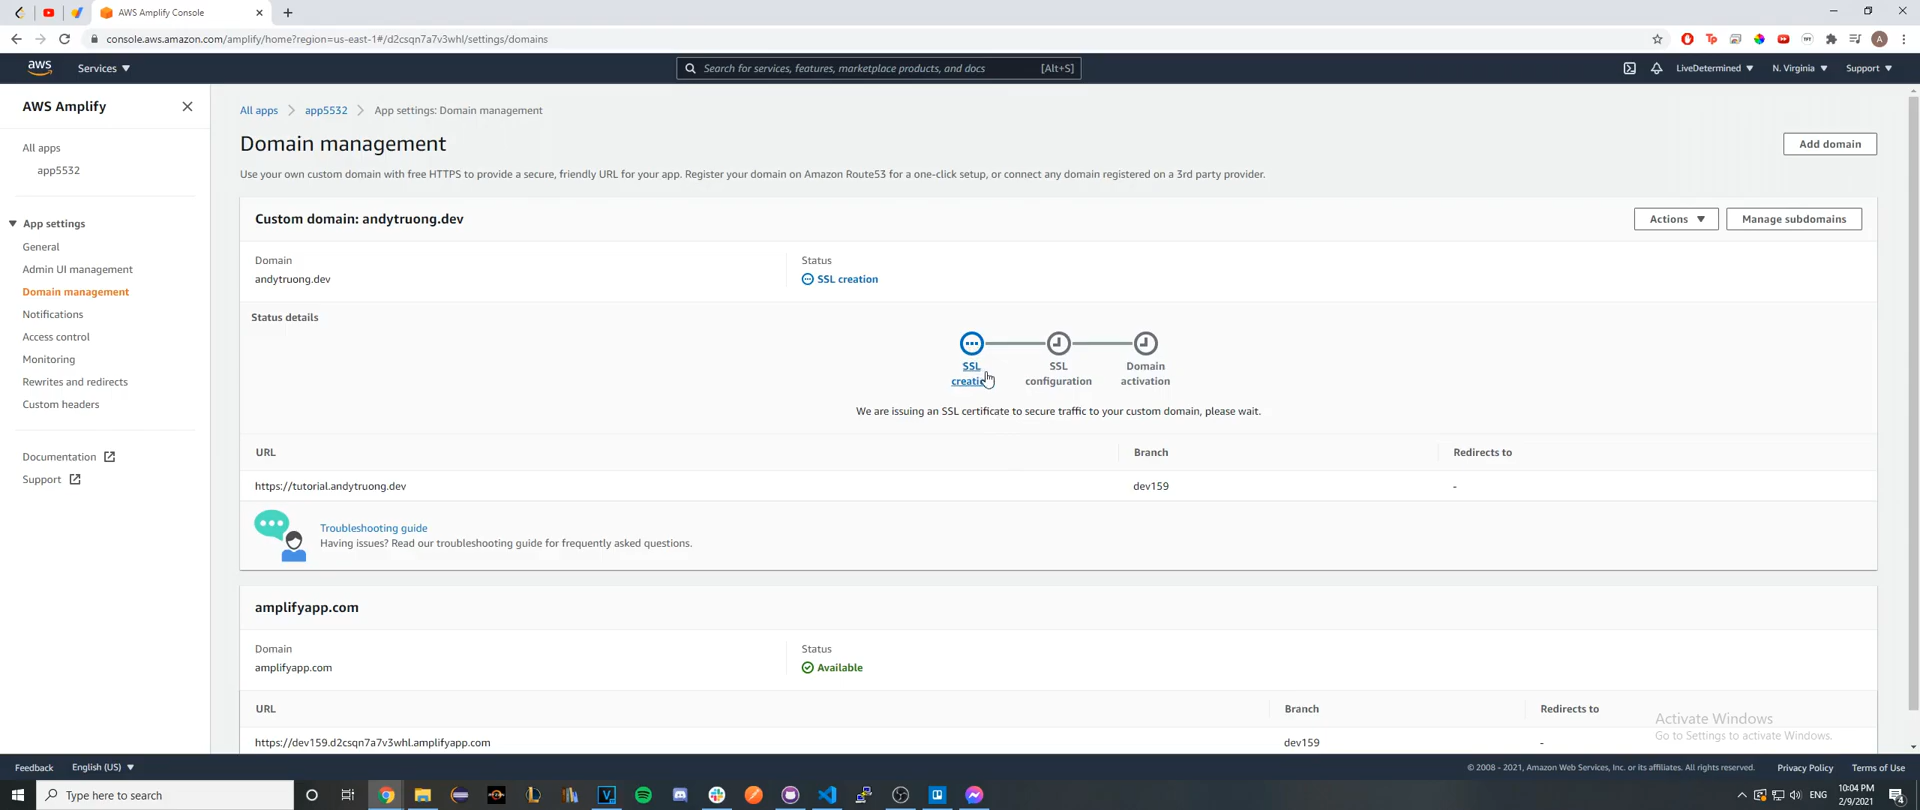 AWS Amplify Console
console.aws.amazon.com/amplify/home?region=us-east-1#/d2csqn7a7v3whl/settings/domains
aws
Services
Search for services, features, marketplace products, and docs [Alt+S]
LiveDetermined
N. Virginia
Support
AWS Amplify
All apps
app5532
App settings
General
Admin UI management
Domain management
Notifications
Access control
Monitoring
Rewrites and redirects
Custom headers
Documentation
Support
All apps
app5532
App settings: Domain management
Domain management
Add domain
Use your own custom domain with free HTTPS to provide a secure, friendly URL for your app. Register your domain on Amazon Route53 for a one-click setup, or connect any domain registered on a 3rd party provider.
Custom domain: andytruong.dev
Actions
Manage subdomains
Domain
andytruong.dev
Status
SSL creation
Status details
SSL
creation
SSL
configuration
Domain
activation
We are issuing an SSL certificate to secure traffic to your custom domain, please wait.
URL Branch Redirects to
https://tutorial.andytruong.dev dev159 -
Troubleshooting guide
Having issues? Read our troubleshooting guide for frequently asked questions.
amplifyapp.com
Domain
amplifyapp.com
Status
Available
URL Branch Redirects to
https://dev159.d2csqn7a7v3whl.amplifyapp.com dev159 -
Activate Windows
Go to Settings to activate Windows.
Feedback English (US)
© 2008 - 2021, Amazon Web Services, Inc. or its affiliates. All rights reserved. Privacy Policy Terms of Use
Type here to search
ENG
10:04 PM
2/9/2021